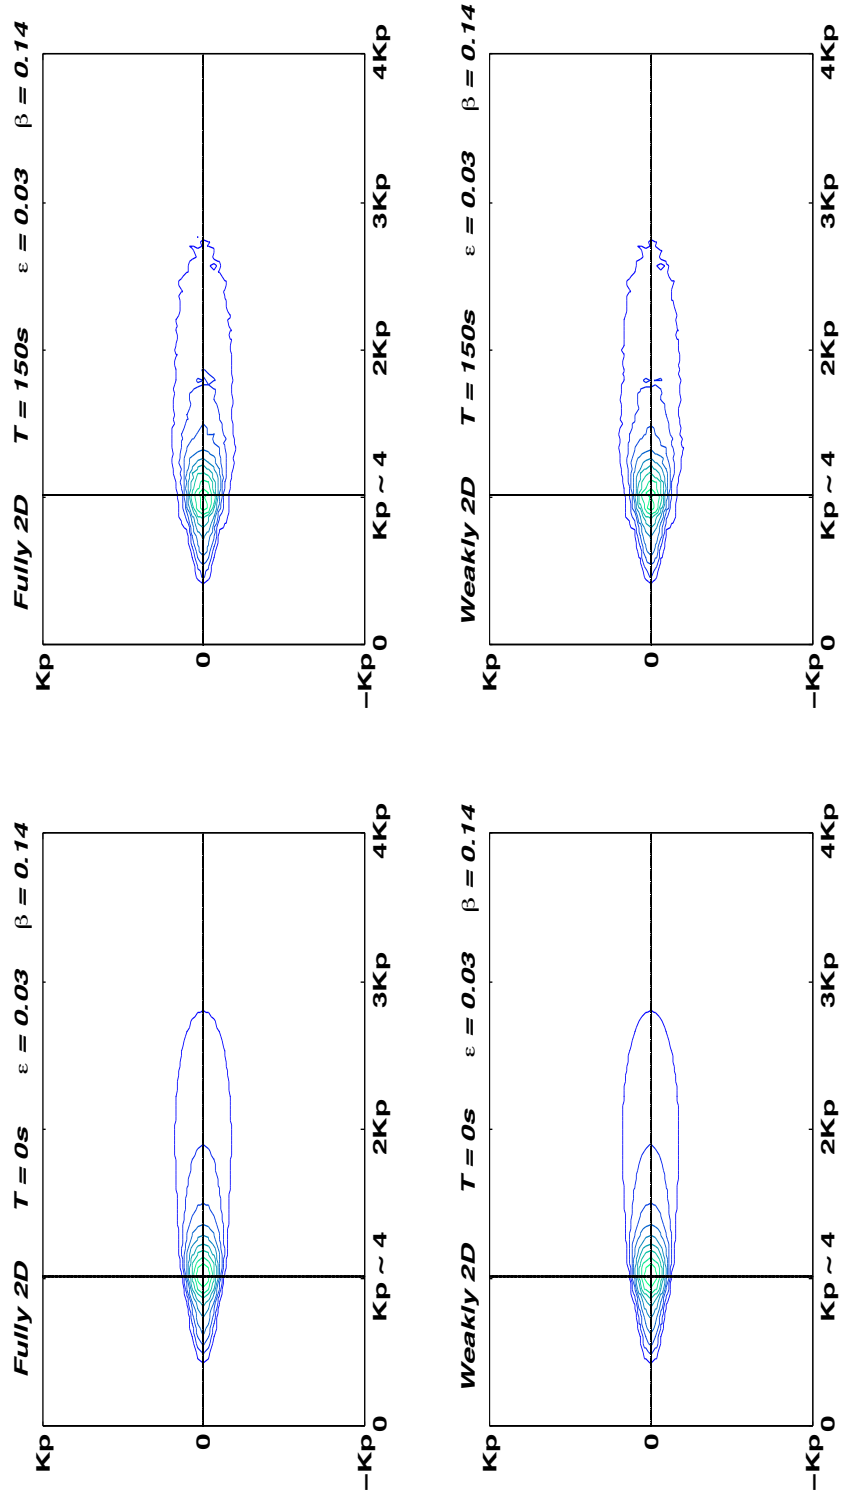 Fully 2D T = 0s ε = 0.03 β = 0.14
Kp
0
−Kp
0
Kp ~ 4
2Kp
3Kp
4Kp
Fully 2D T = 150s ε = 0.03 β = 0.14
Kp
0
−Kp
0
Kp ~ 4
2Kp
3Kp
4Kp
Weakly 2D T = 0s ε = 0.03 β = 0.14
Kp
0
−Kp
0
Kp ~ 4
2Kp
3Kp
4Kp
Weakly 2D T = 150s ε = 0.03 β = 0.14
Kp
0
−Kp
0
Kp ~ 4
2Kp
3Kp
4Kp